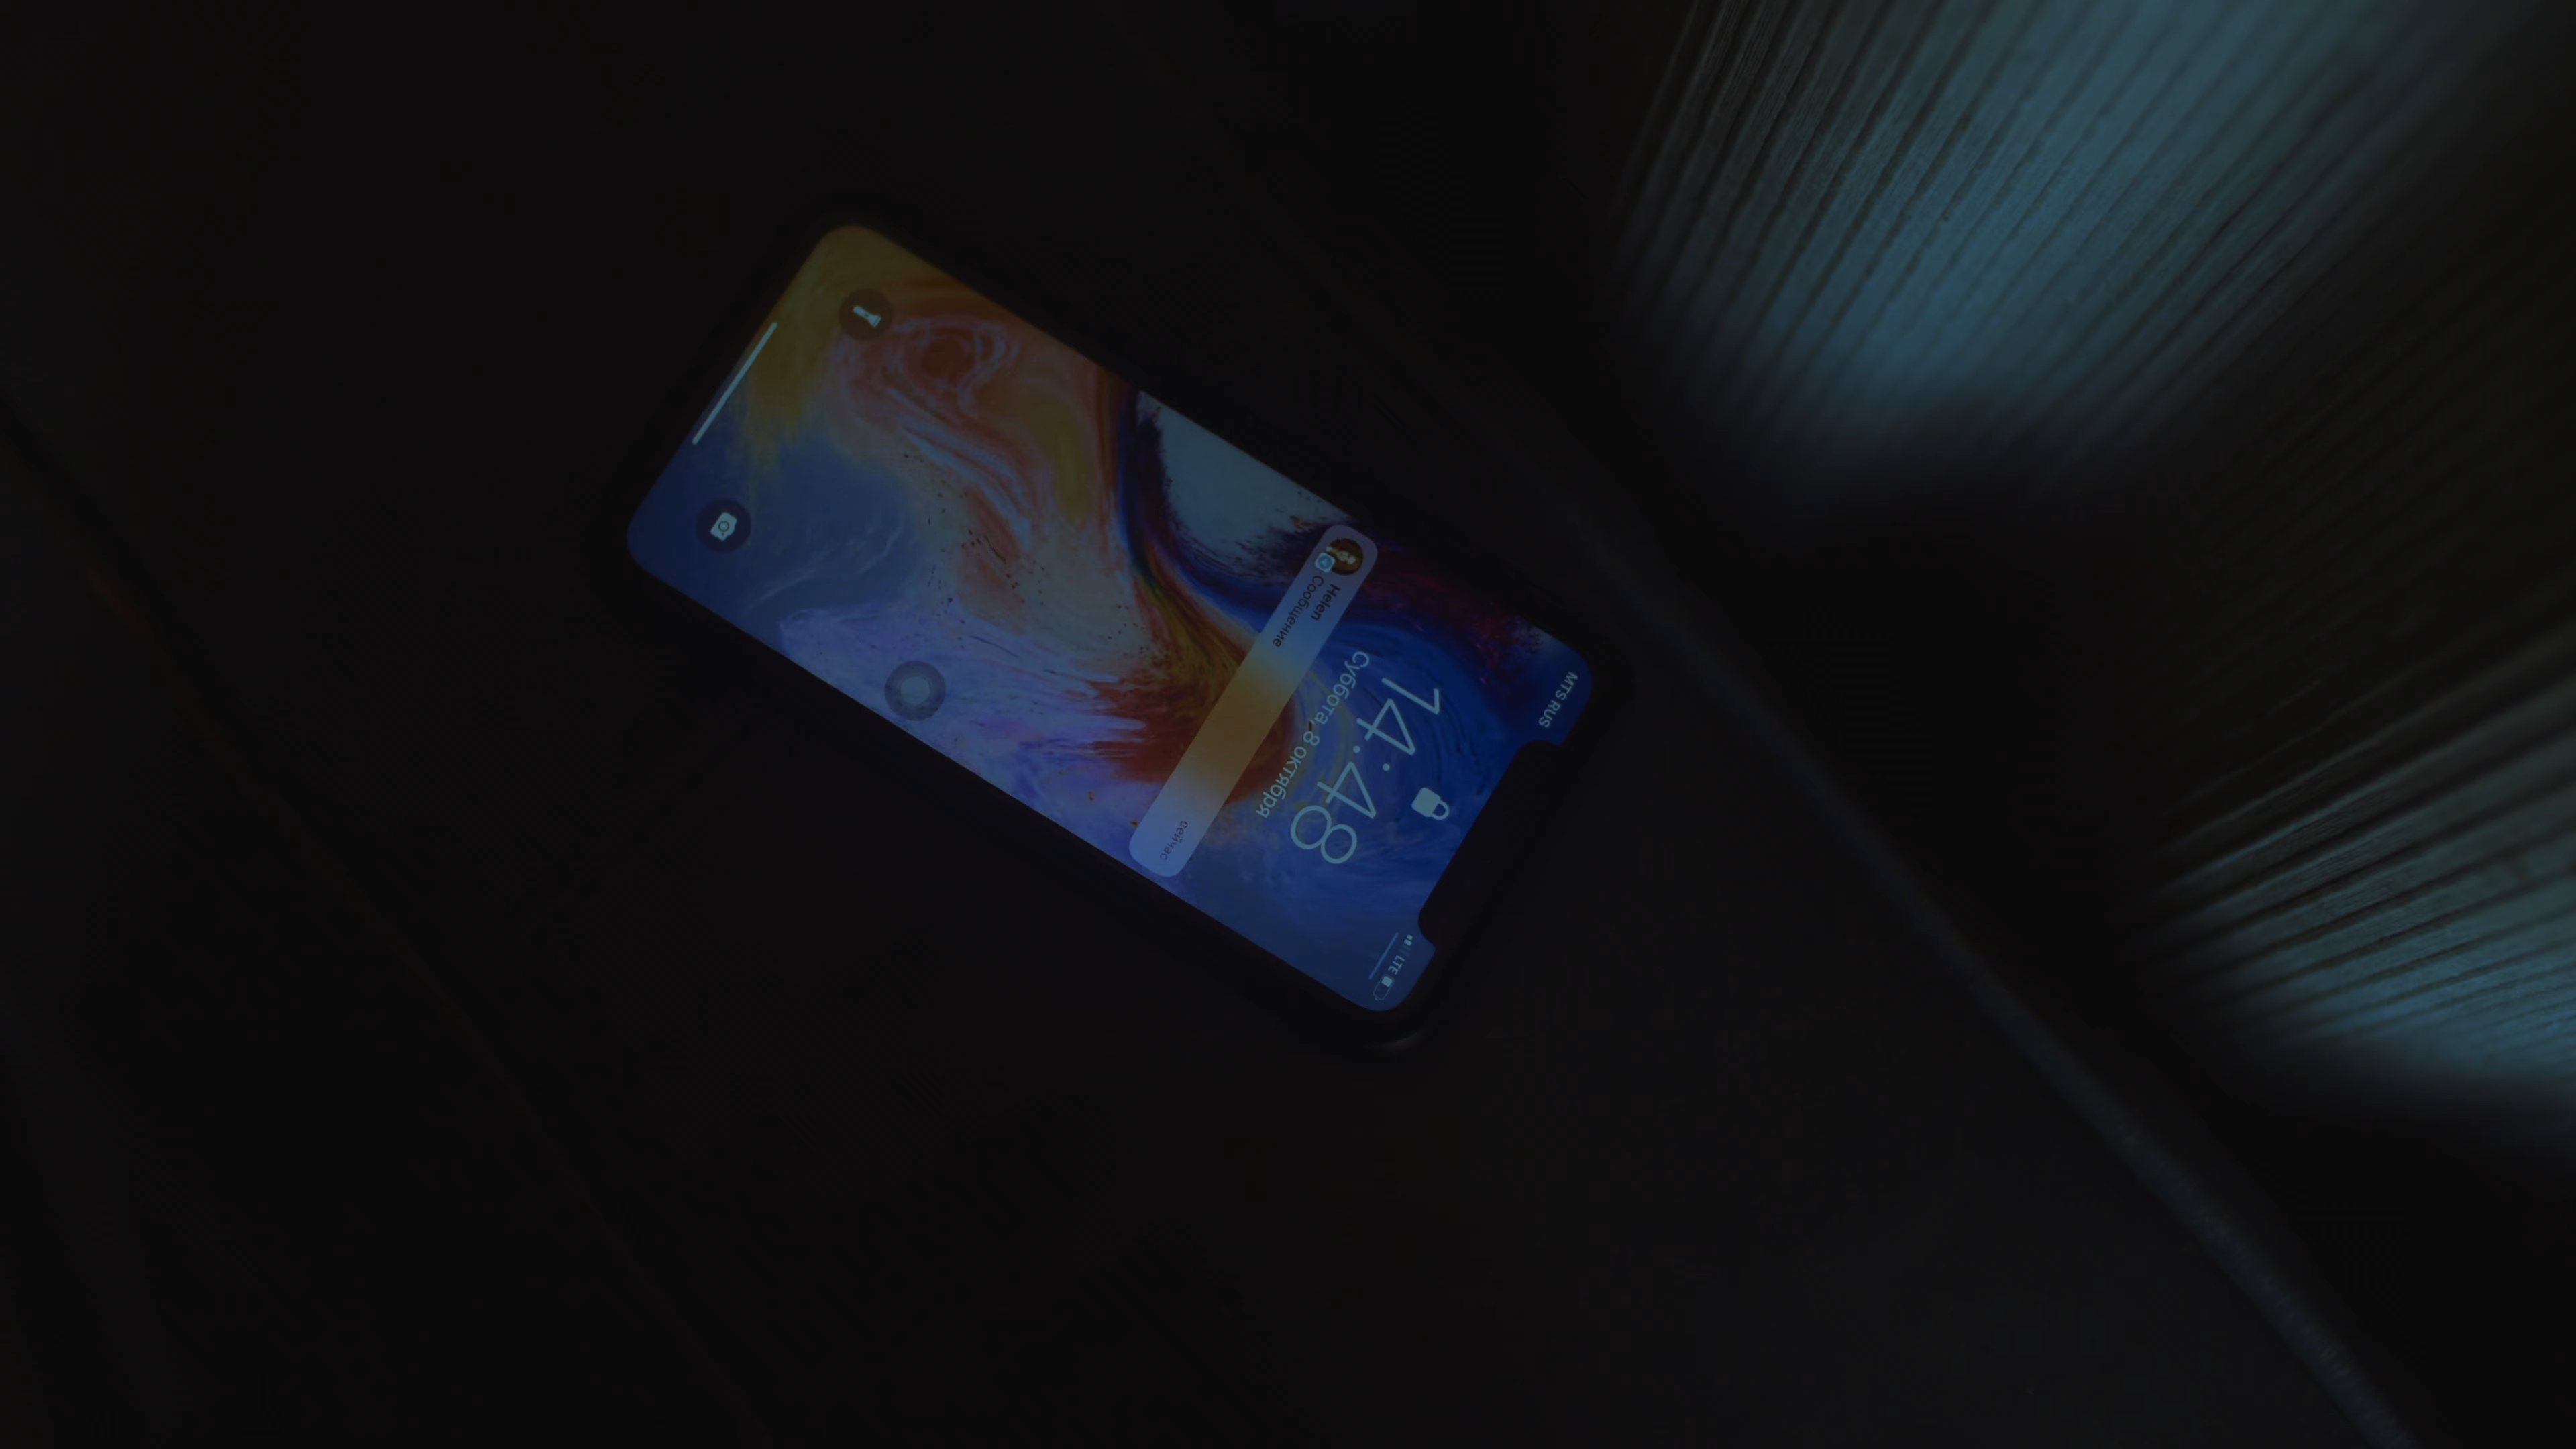 MTS RUS
LTE
14:48
Суббота, 8 октября
Helen
сейчас
Сообщение